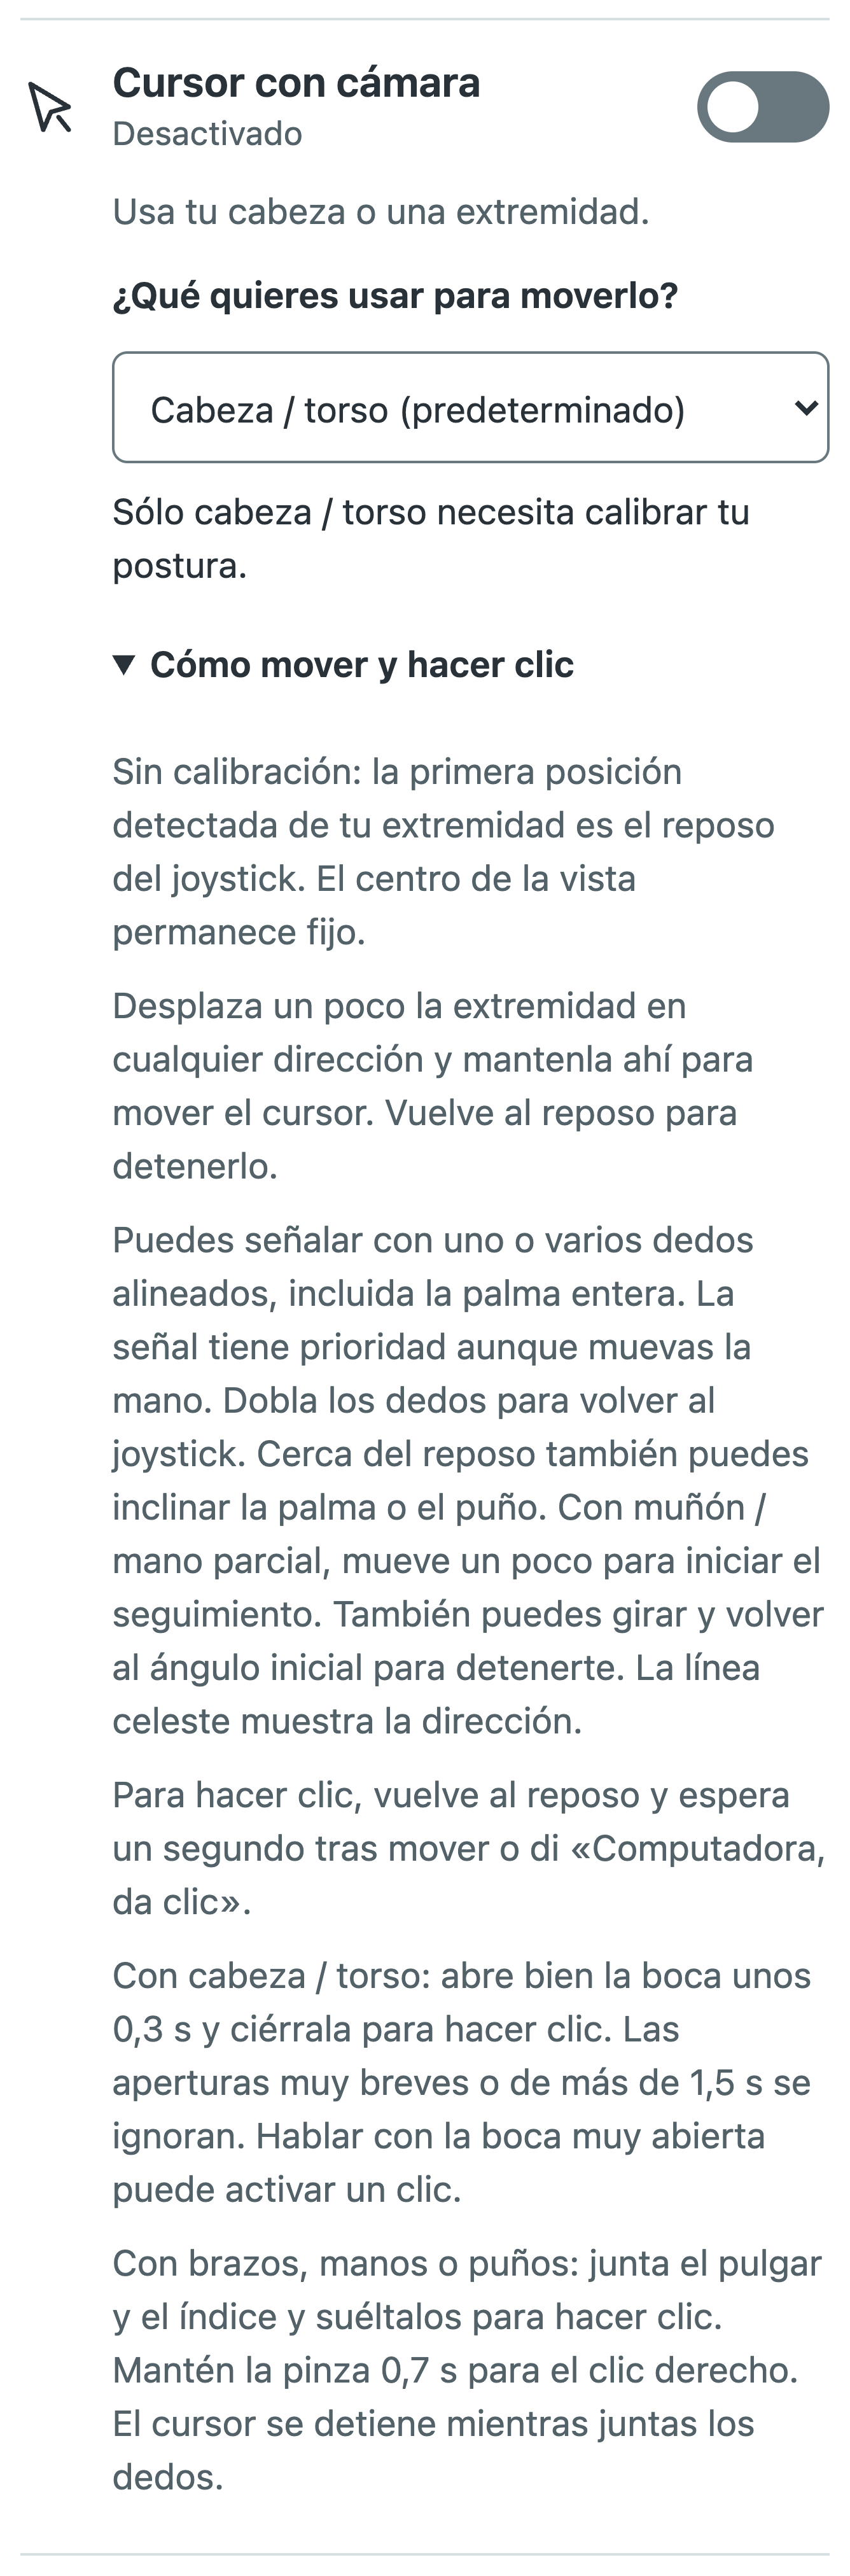 Cursor con cámara
Desactivado
Usa tu cabeza o una extremidad.
¿Qué quieres usar para moverlo?
Cabeza / torso (predeterminado)
Sólo cabeza / torso necesita calibrar tu
postura.
Cómo mover y hacer clic
Sin calibración: la primera posición
detectada de tu extremidad es el reposo
del joystick. El centro de la vista
permanece fijo.
Desplaza un poco la extremidad en
cualquier dirección y mantenla ahí para
mover el cursor. Vuelve al reposo para
detenerlo.
Puedes señalar con uno o varios dedos
alineados, incluida la palma entera. La
señal tiene prioridad aunque muevas la
mano. Dobla los dedos para volver al
joystick. Cerca del reposo también puedes
inclinar la palma o el puño. Con muñón /
mano parcial, mueve un poco para iniciar el
seguimiento. También puedes girar y volver
al ángulo inicial para detenerte. La línea
celeste muestra la dirección.
Para hacer clic, vuelve al reposo y espera
un segundo tras mover o di «Computadora,
da clic».
Con cabeza / torso: abre bien la boca unos
0,3 s y ciérrala para hacer clic. Las
aperturas muy breves o de más de 1,5 s se
ignoran. Hablar con la boca muy abierta
puede activar un clic.
Con brazos, manos o puños: junta el pulgar
y el índice y suéltalos para hacer clic.
Mantén la pinza 0,7 s para el clic derecho.
El cursor se detiene mientras juntas los
dedos.